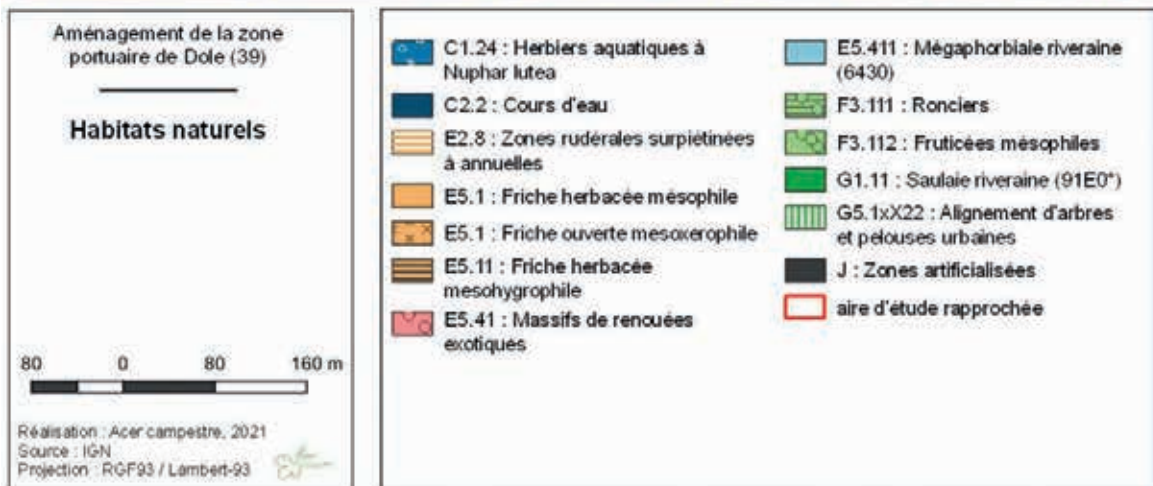 Aménagement de la zone
portuaire de Dole (39)
Habitats naturels
80 0 80 160 m
Réalisation : Acer campestre, 2021
Source : IGN
Projection : RGF93 / Lambert-93
C1.24 : Herbiers aquatiques à
Nuphar lutea
C2.2 : Cours d'eau
E2.8 : Zones rudérales surpiétinées
à annuelles
E5.1 : Friche herbacée mésophile
E5.1 : Friche ouverte mesoxerophile
E5.11 : Friche herbacée
mesohygrophile
E5.41 : Massifs de renouées
exotiques
E5.411 : Mégaphorbiaie riveraine
(6430)
F3.111 : Ronciers
F3.112 : Fruticées mésophiles
G1.11 : Saulaie riveraine (91E0*)
G5.1xX22 : Alignement d'arbres
et pelouses urbaines
J : Zones artificialisées
aire d'étude rapprochée